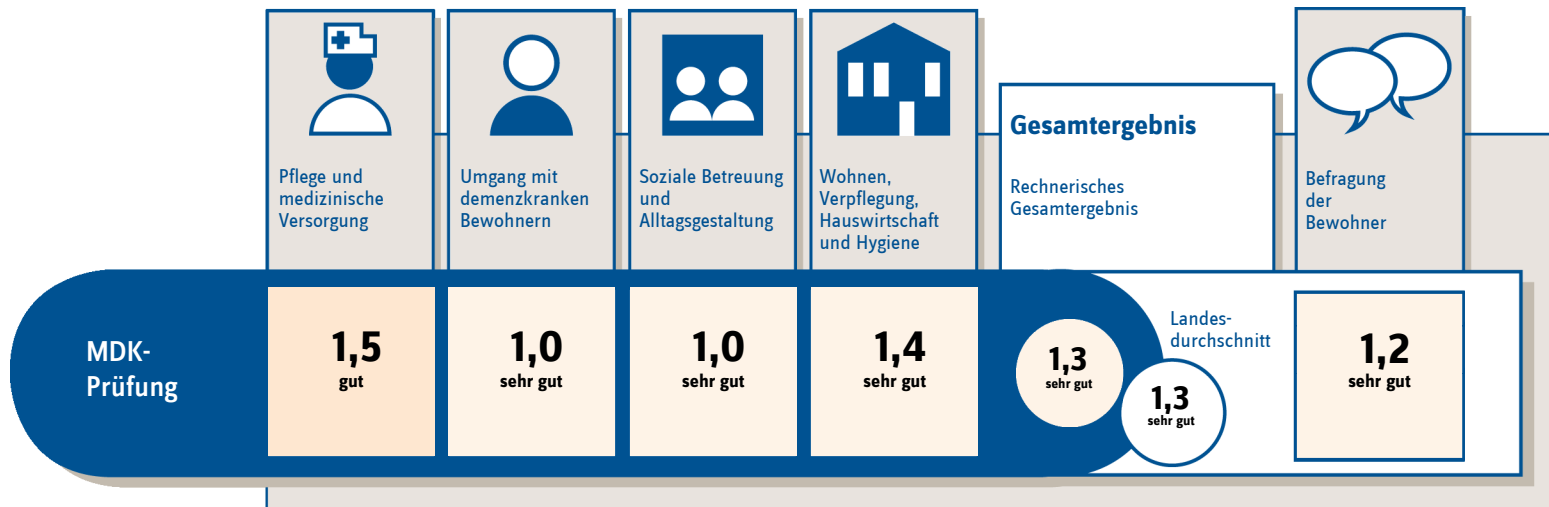 Pflege und
medizinische
Versorgung
Umgang mit
demenzkranken
Bewohnern
Soziale Betreuung
und
Alltagsgestaltung
Wohnen,
Verpflegung,
Hauswirtschaft
und Hygiene
Gesamtergebnis
Rechnerisches
Gesamtergebnis
Befragung
der
Bewohner
MDK-
Prüfung
1,5
gut
1,0
sehr gut
1,0
sehr gut
1,4
sehr gut
1,3
sehr gut
Landes-
durchschnitt
1,3
sehr gut
1,2
sehr gut